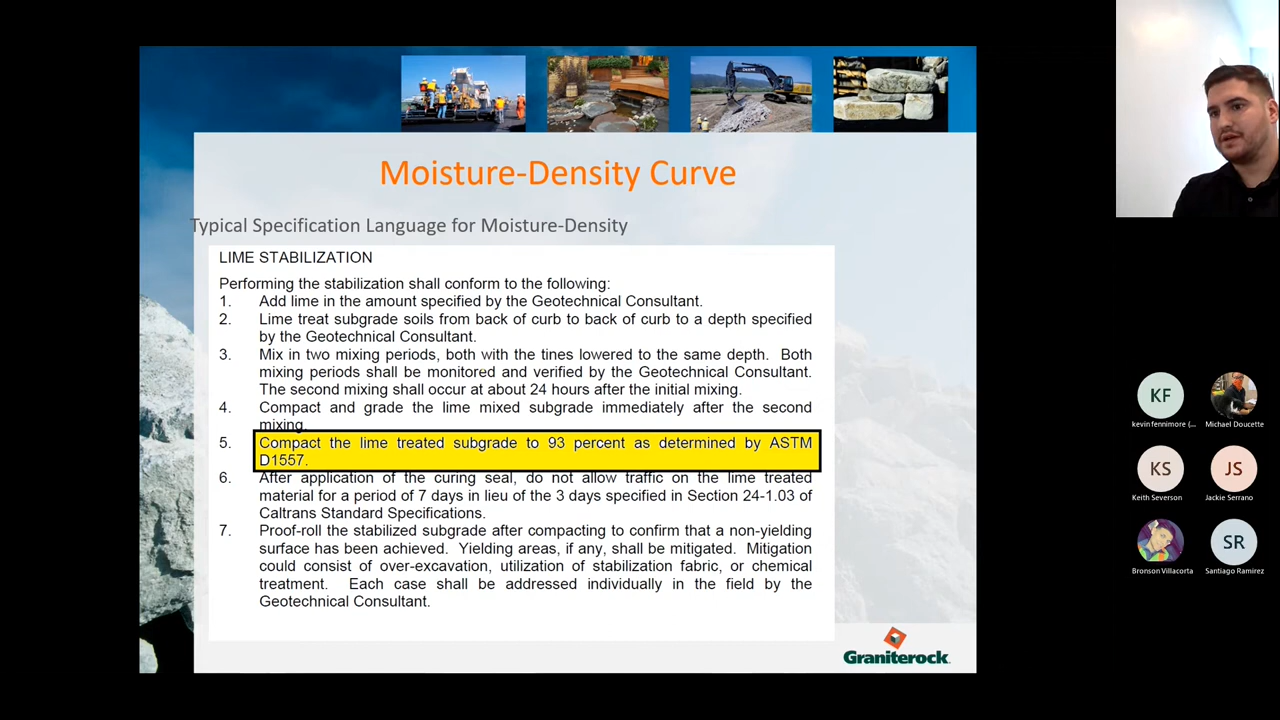 Moisture-Density Curve
Typical Specification Language for Moisture-Density
LIME STABILIZATION
Performing the stabilization shall conform to the following:
1. Add lime in the amount specified by the Geotechnical Consultant.
2. Lime treat subgrade soils from back of curb to back of curb to a depth specified
by the Geotechnical Consultant.
3. Mix in two mixing periods, both with the tines lowered to the same depth. Both
mixing periods shall be monitored and verified by the Geotechnical Consultant.
The second mixing shall occur at about 24 hours after the initial mixing.
4. Compact and grade the lime mixed subgrade immediately after the second
mixing.
5. Compact the lime treated subgrade to 93 percent as determined by ASTM
D1557.
6. After application of the curing seal, do not allow traffic on the lime treated
material for a period of 7 days in lieu of the 3 days specified in Section 24-1.03 of
Caltrans Standard Specifications.
7. Proof-roll the stabilized subgrade after compacting to confirm that a non-yielding
surface has been achieved. Yielding areas, if any, shall be mitigated. Mitigation
could consist of over-excavation, utilization of stabilization fabric, or chemical
treatment. Each case shall be addressed individually in the field by the
Geotechnical Consultant.
Graniterock
KF
kevin fennimore (...
Michael Doucette
KS
Keith Severson
JS
Jackie Serrano
Bronson Villacorta
SR
Santiago Ramirez